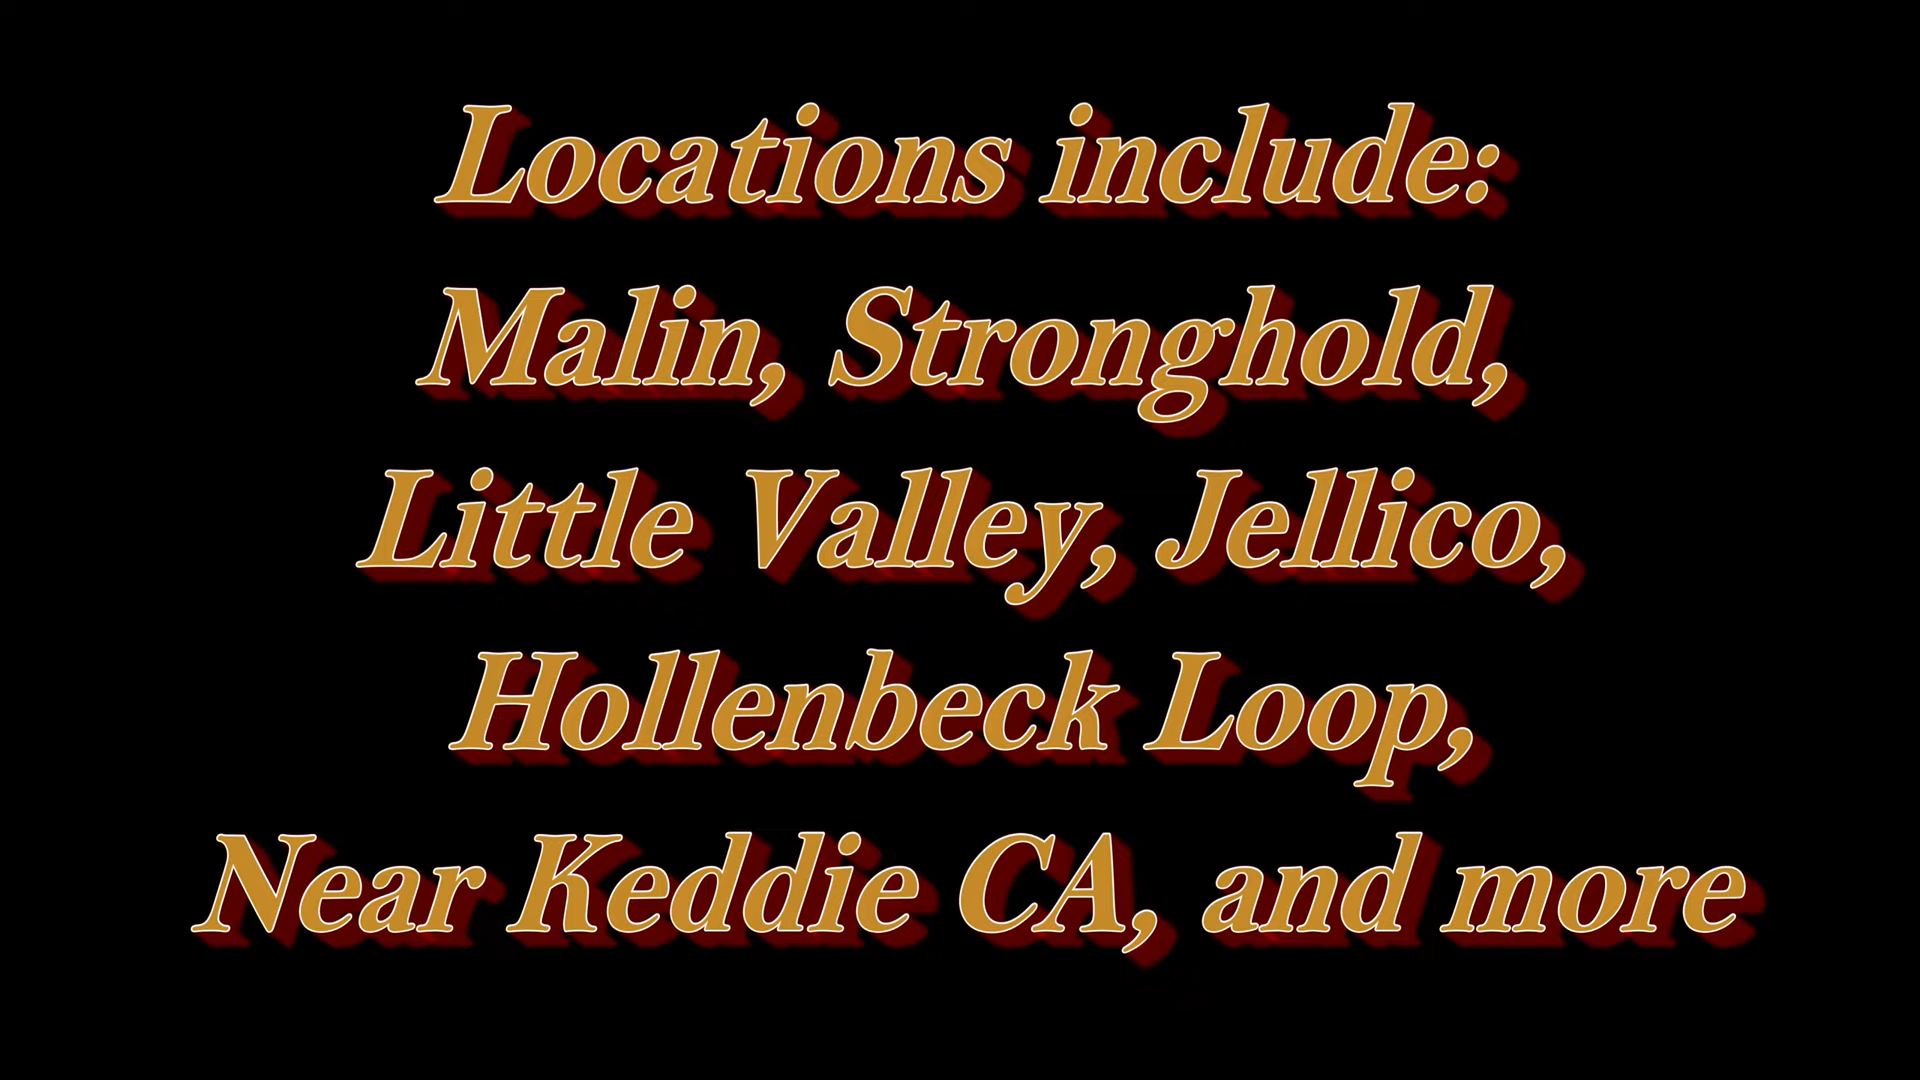 Locations include:
Malin, Stronghold,
Little Valley, Jellico,
Hollenbeck Loop,
Near Keddie CA, and more